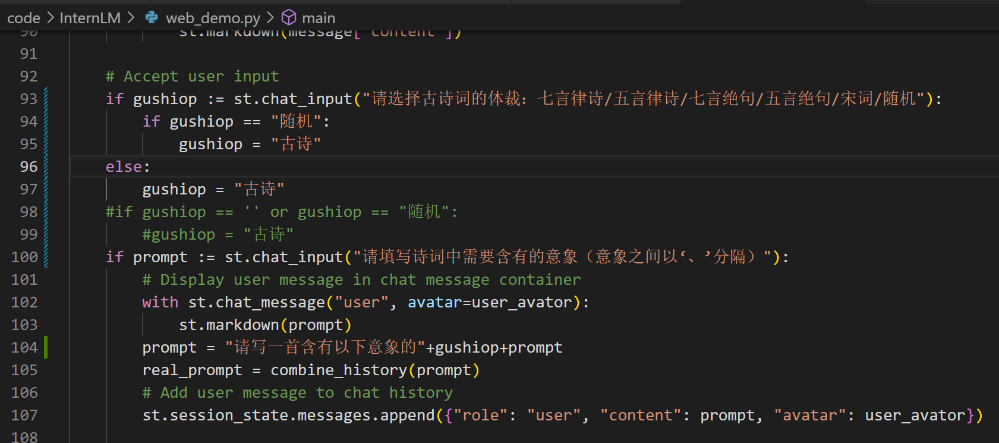 code > InternLM > web_demo.py > main
90 st.markdown(message["content"])
91
92 # Accept user input
93 if gushiop := st.chat_input("请选择古诗词的体裁：七言律诗/五言律诗/七言绝句/五言绝句/宋词/随机"):
94 if gushiop == "随机":
95 gushiop = "古诗"
96 else:
97 gushiop = "古诗"
98 #if gushiop == '' or gushiop == "随机":
99 #gushiop = "古诗"
100 if prompt := st.chat_input("请填写诗词中需要含有的意象（意象之间以‘、’分隔）"):
101 # Display user message in chat message container
102 with st.chat_message("user", avatar=user_avator):
103 st.markdown(prompt)
104 prompt = "请写一首含有以下意象的"+gushiop+prompt
105 real_prompt = combine_history(prompt)
106 # Add user message to chat history
107 st.session_state.messages.append({"role": "user", "content": prompt, "avatar": user_avator})
108